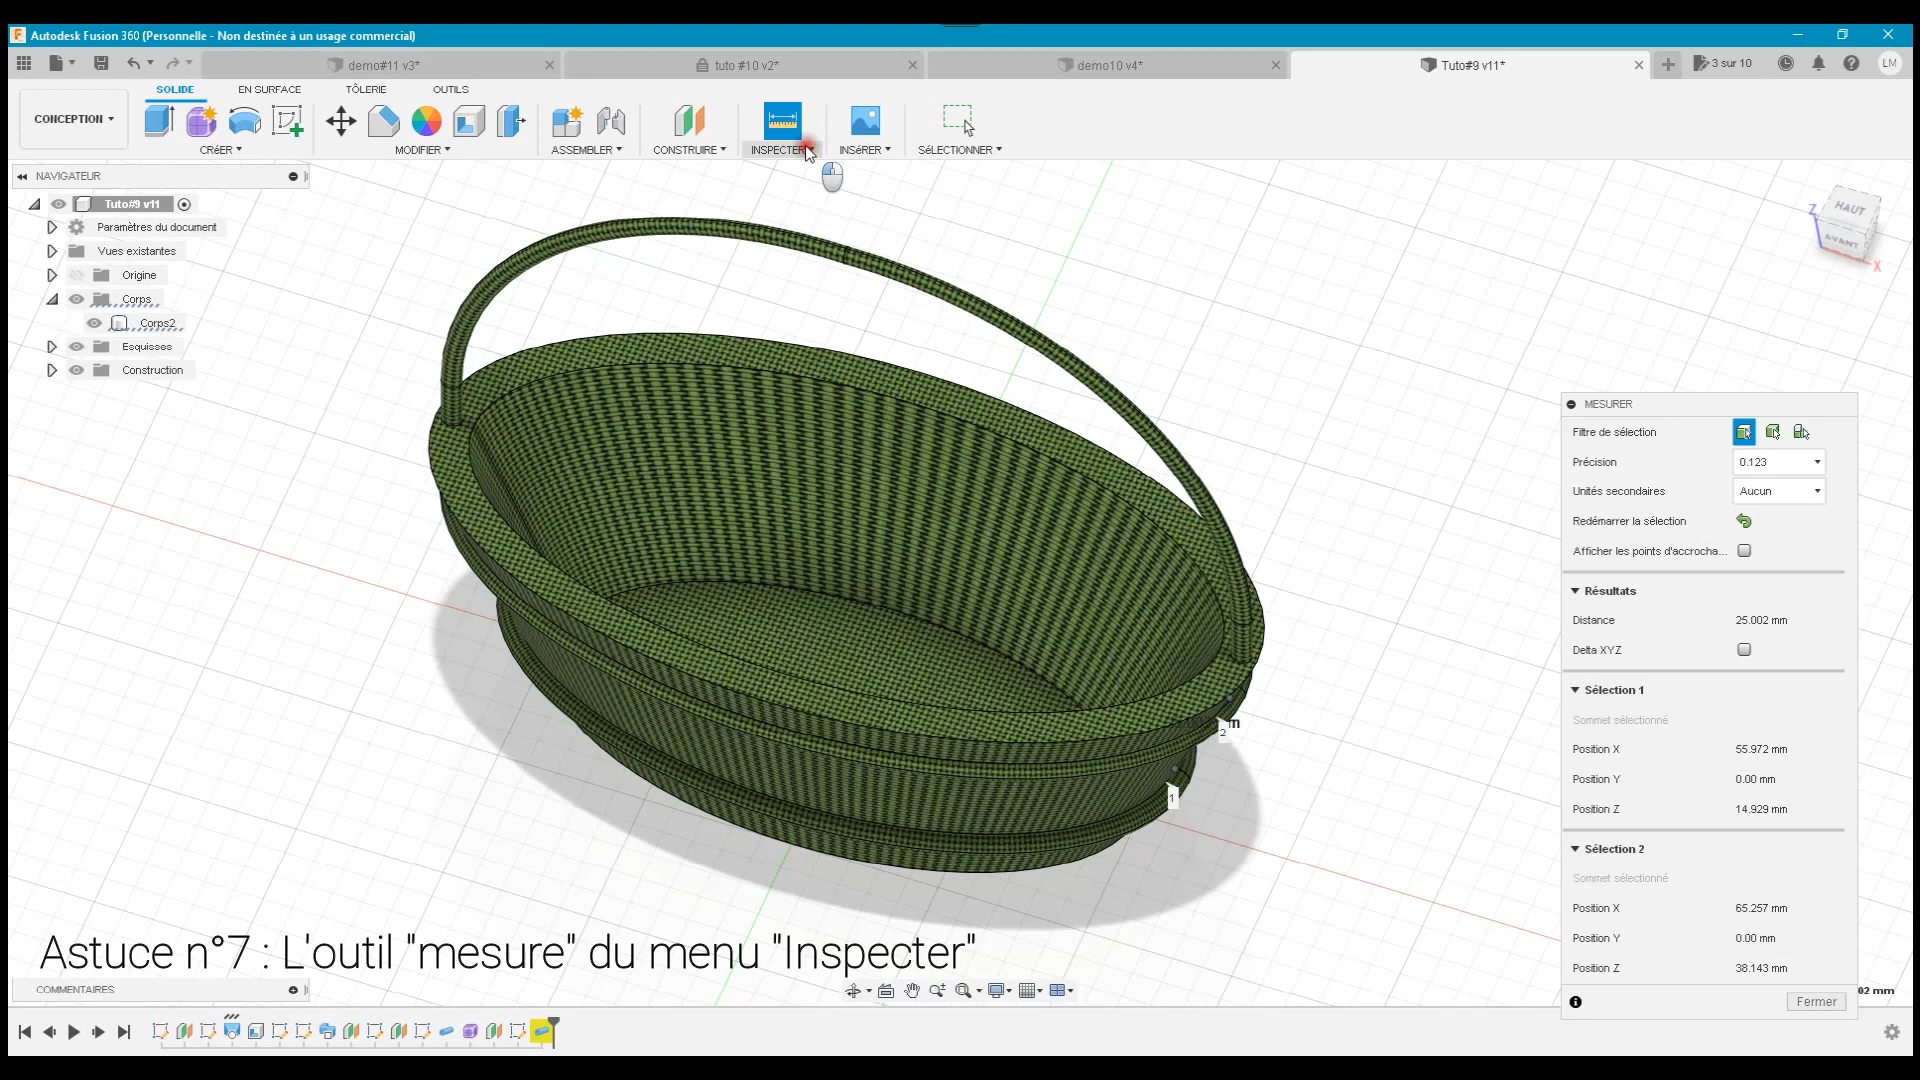 Autodesk Fusion 360 (Personnelle - Non destinée à un usage commercial)
demo#11 v3*
tuto #10 v2*
demo10 v4*
Tuto#9 v11*
3 sur 10
LM
SOLIDE
EN SURFACE
TÔLERIE
OUTILS
CONCEPTION
CRéER
MODIFIER
ASSEMBLER
CONSTRUIRE
INSPECTER
INSéRER
SéLECTIONNER
NAVIGATEUR
Tuto#9 v11
Paramètres du document
Vues existantes
Origine
Corps
Corps2
Esquisses
Construction
HAUT
AVANT
Z
X
MESURER
Filtre de sélection
Précision
0.123
Unités secondaires
Aucun
Redémarrer la sélection
Afficher les points d'accrocha...
Résultats
Distance
25.002 mm
Delta XYZ
Sélection 1
Sommet sélectionné
Position X
55.972 mm
Position Y
0.00 mm
Position Z
14.929 mm
Sélection 2
Sommet sélectionné
Position X
65.257 mm
Position Y
0.00 mm
Position Z
38.143 mm
Fermer
m
2
1
Astuce n°7 : L'outil "mesure" du menu "Inspecter"
COMMENTAIRES
02 mm